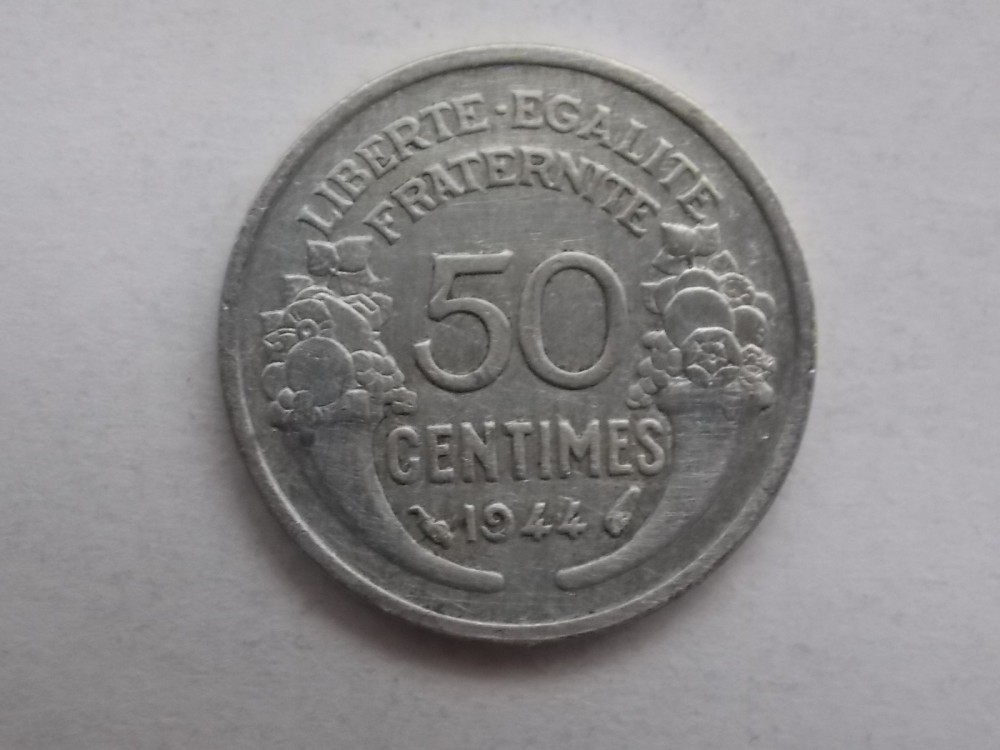 LIBERTE·EGALITE
FRATERNITE
50
CENTIMES
1944